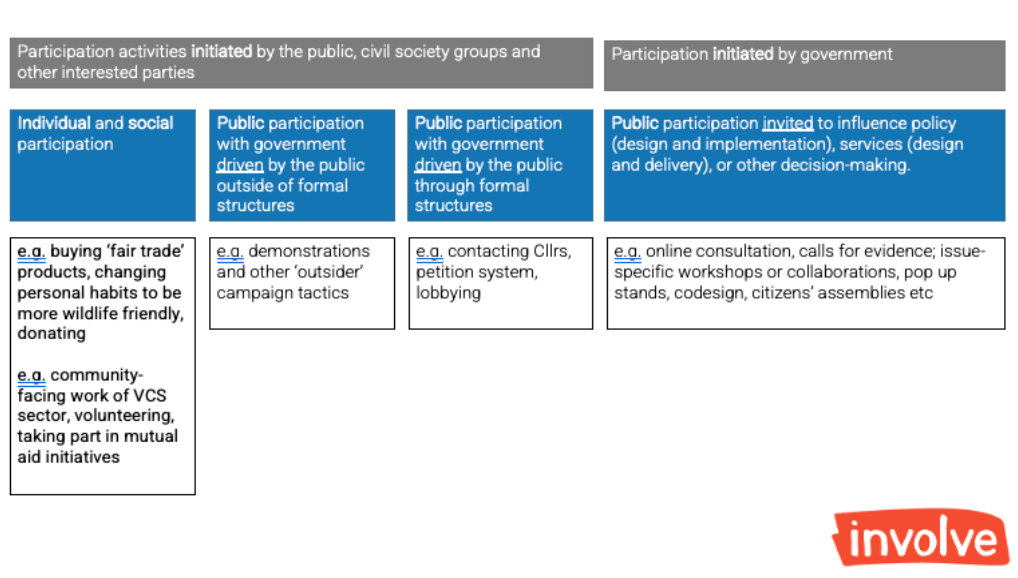 Participation activities initiated by the public, civil society groups and
other interested parties
Participation initiated by government
Individual and social
participation
Public participation
with government
driven by the public
outside of formal
structures
Public participation
with government
driven by the public
through formal
structures
Public participation invited to influence policy
(design and implementation), services (design
and delivery), or other decision-making.
e.g. buying ‘fair trade’
products, changing
personal habits to be
more wildlife friendly,
donating
e.g. community-
facing work of VCS
sector, volunteering,
taking part in mutual
aid initiatives
e.g. demonstrations
and other ‘outsider’
campaign tactics
e.g. contacting Cllrs,
petition system,
lobbying
e.g. online consultation, calls for evidence; issue-
specific workshops or collaborations, pop up
stands, codesign, citizens’ assemblies etc
involve